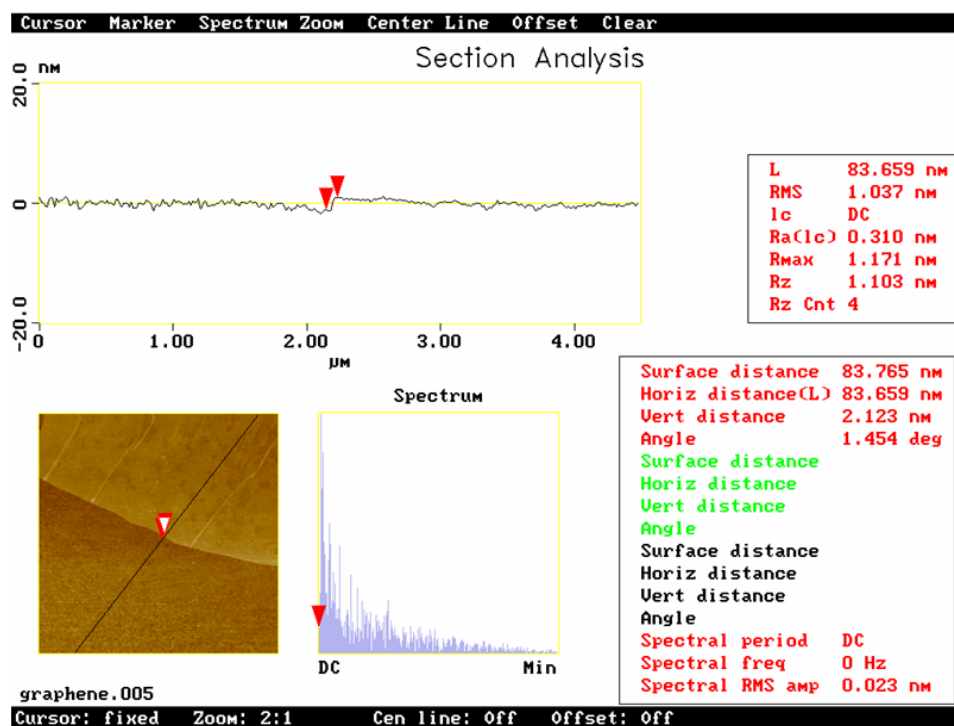 Cursor Marker Spectrum Zoom Center Line Offset Clear
Section Analysis
nM
20.0
0
-20.0
0 1.00 2.00 3.00 4.00
µM
L 83.659 nM
RMS 1.037 nM
lc DC
Ra(lc) 0.310 nM
Rmax 1.171 nM
Rz 1.103 nM
Rz Cnt 4
Spectrum
DC Min
Surface distance 83.765 nM
Horiz distance(L) 83.659 nM
Vert distance 2.123 nM
Angle 1.454 deg
Surface distance
Horiz distance
Vert distance
Angle
Surface distance
Horiz distance
Vert distance
Angle
Spectral period DC
Spectral freq 0 Hz
Spectral RMS amp 0.023 nM
graphene.005
Cursor: fixed Zoom: 2:1 Cen line: Off Offset: Off